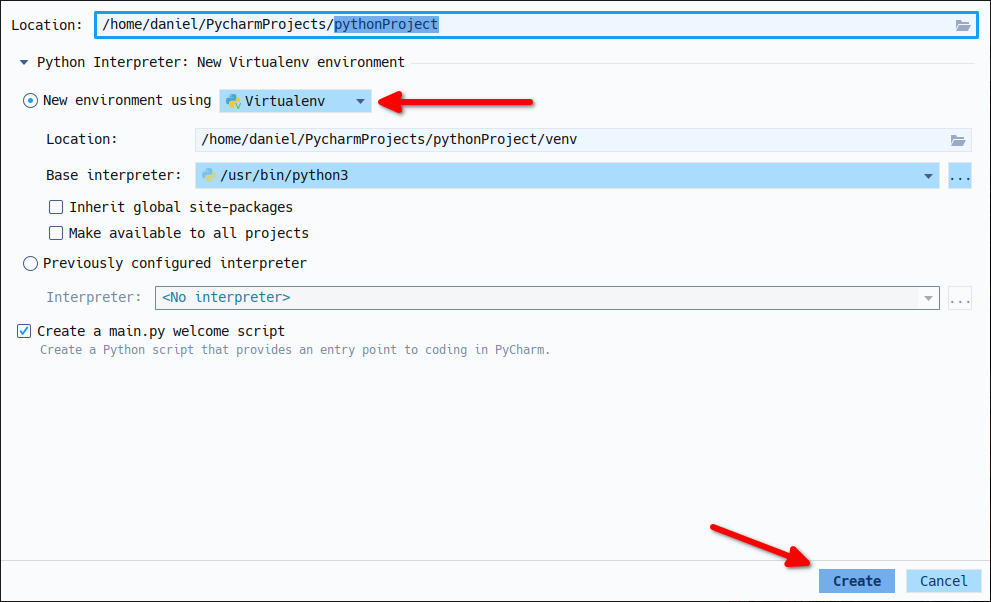 Location: /home/daniel/PycharmProjects/pythonProject
Python Interpreter: New Virtualenv environment
New environment using Virtualenv
Location: /home/daniel/PycharmProjects/pythonProject/venv
Base interpreter: /usr/bin/python3 ...
Inherit global site-packages
Make available to all projects
Previously configured interpreter
Interpreter: <No interpreter> ...
Create a main.py welcome script
Create a Python script that provides an entry point to coding in PyCharm.
Create Cancel